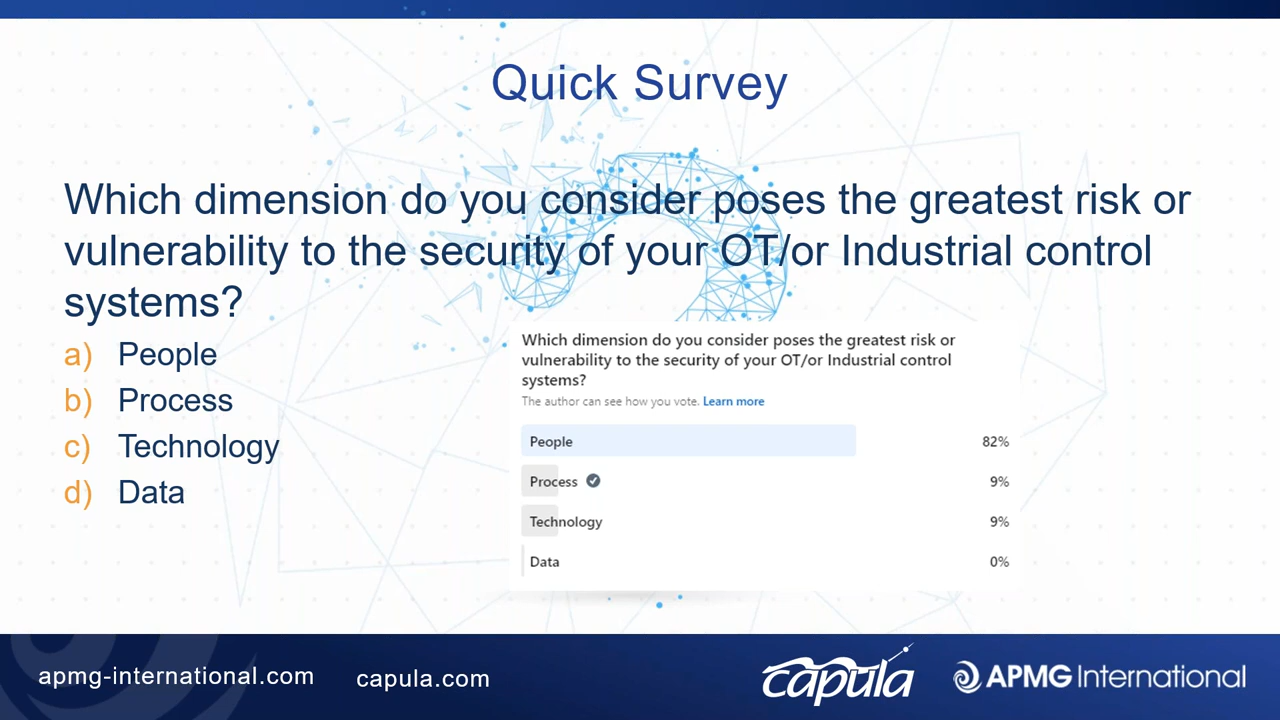 Quick Survey
Which dimension do you consider poses the greatest risk or
vulnerability to the security of your OT/or Industrial control
systems?
a) People
b) Process
c) Technology
d) Data
Which dimension do you consider poses the greatest risk or
vulnerability to the security of your OT/or Industrial control
systems?
The author can see how you vote. Learn more
People 82%
Process 9%
Technology 9%
Data 0%
apmg-international.com capula.com capula APMG International